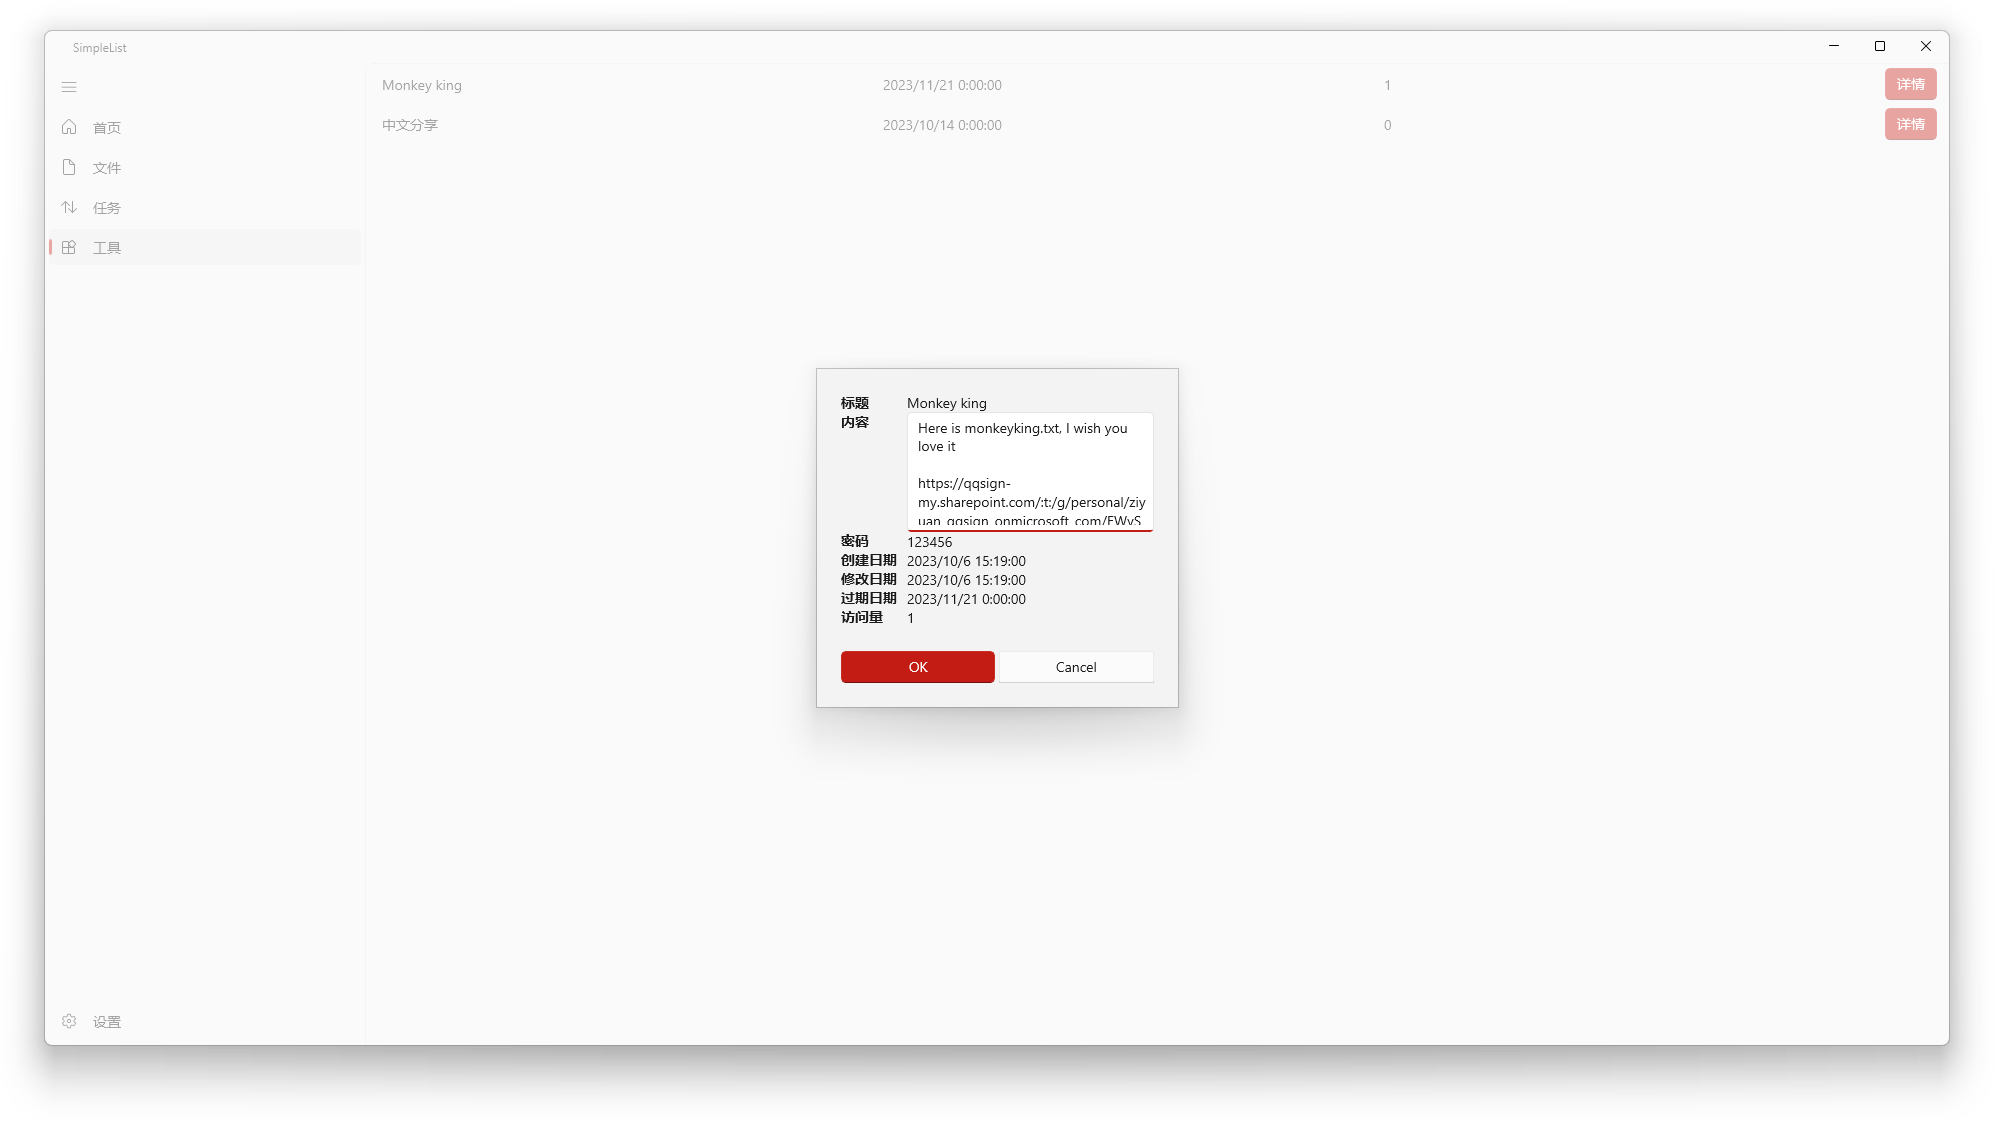 SimpleList
首页
文件
任务
工具
设置
Monkey king 2023/11/21 0:00:00 1 详情
中文分享 2023/10/14 0:00:00 0 详情
标题 Monkey king
内容 Here is monkeyking.txt, I wish you
love it
https://qqsign-
my.sharepoint.com/:t:/g/personal/ziy
uan_qqsign_onmicrosoft_com/EWvS
密码 123456
创建日期 2023/10/6 15:19:00
修改日期 2023/10/6 15:19:00
过期日期 2023/11/21 0:00:00
访问量 1
OK Cancel